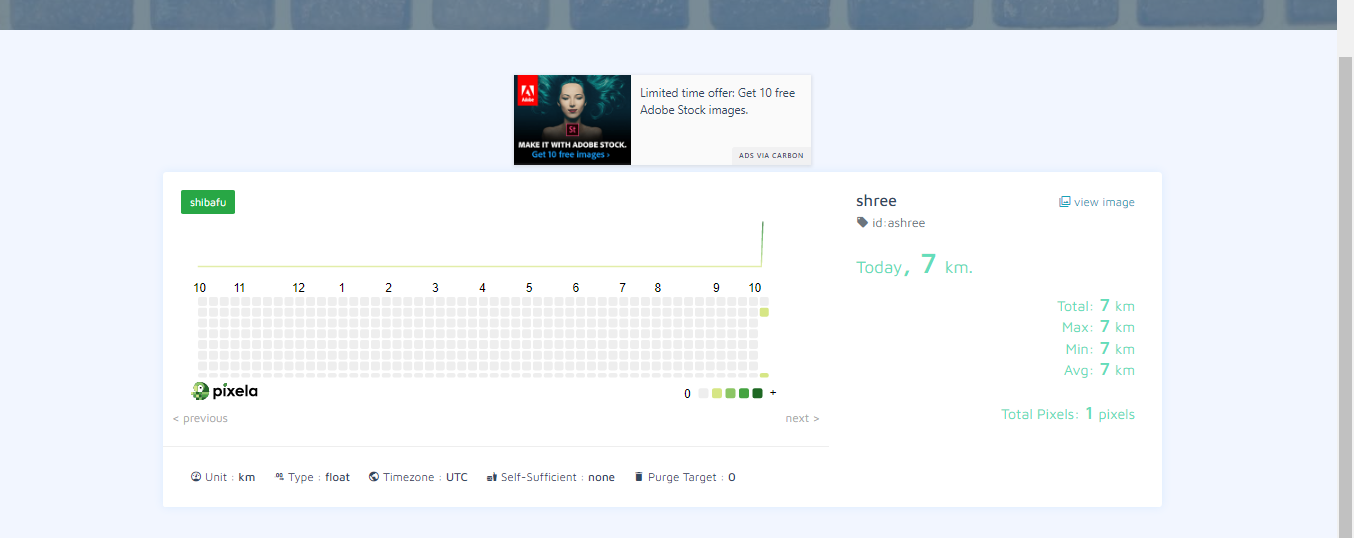 Adobe
St
MAKE IT WITH ADOBE STOCK.
Get 10 free images ›
Limited time offer: Get 10 free
Adobe Stock images.
ADS VIA CARBON
shibafu
10 11 12 1 2 3 4 5 6 7 8 9 10
pixela
0 +
< previous next >
Unit : km Type : float Timezone : UTC Self-Sufficient : none Purge Target : 0
shree
view image
id:ashree
Today, 7 km.
Total: 7 km
Max: 7 km
Min: 7 km
Avg: 7 km
Total Pixels: 1 pixels